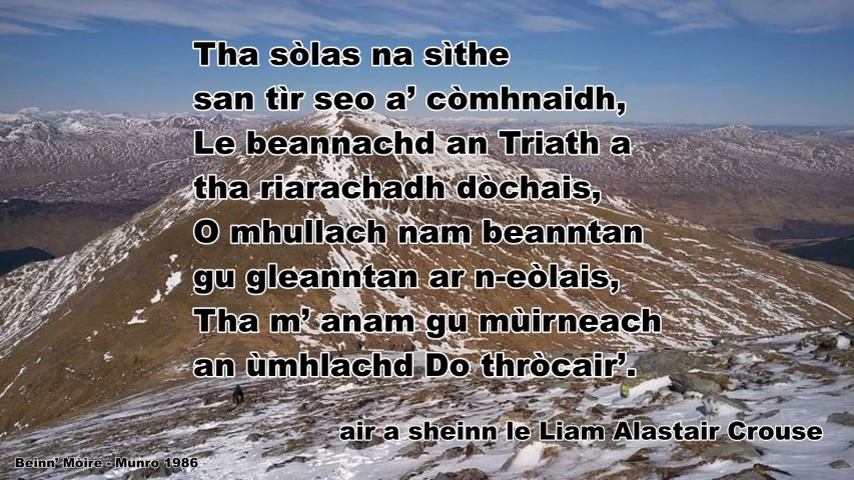 Tha sòlas na sìthe
san tìr seo a’ còmhnaidh,
Le beannachd an Triath a
tha riarachadh dòchais,
O mhullach nam beanntan
gu gleanntan ar n-eòlais,
Tha m’ anam gu mùirneach
an ùmhlachd Do thròcair’.
air a sheinn le Liam Alastair Crouse
Beinn’ Mòire - Munro 1986